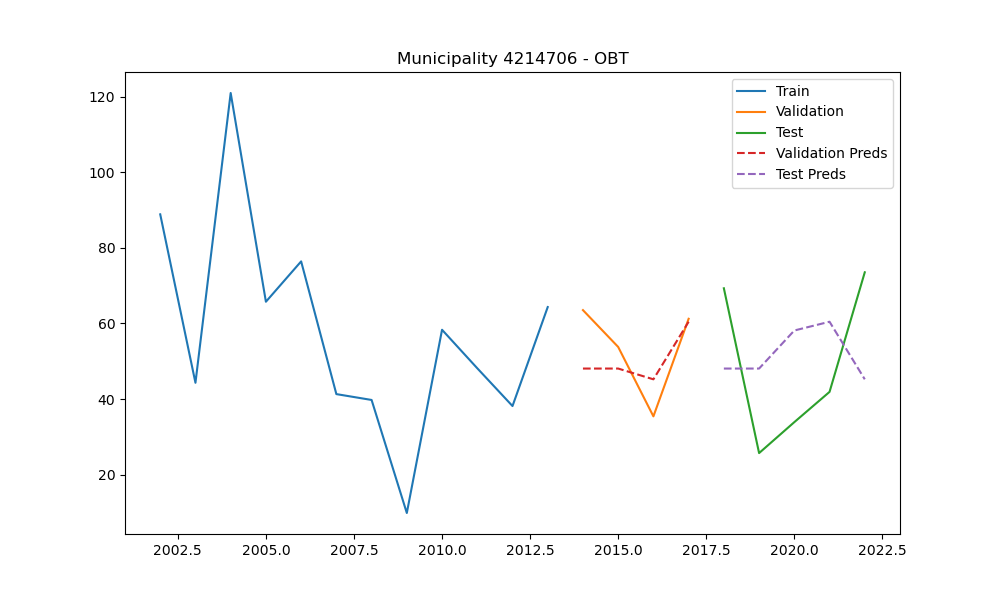 Municipality 4214706 - OBT
Train
Validation
Test
Validation Preds
Test Preds
120
100
80
60
40
20
2002.5 2005.0 2007.5 2010.0 2012.5 2015.0 2017.5 2020.0 2022.5